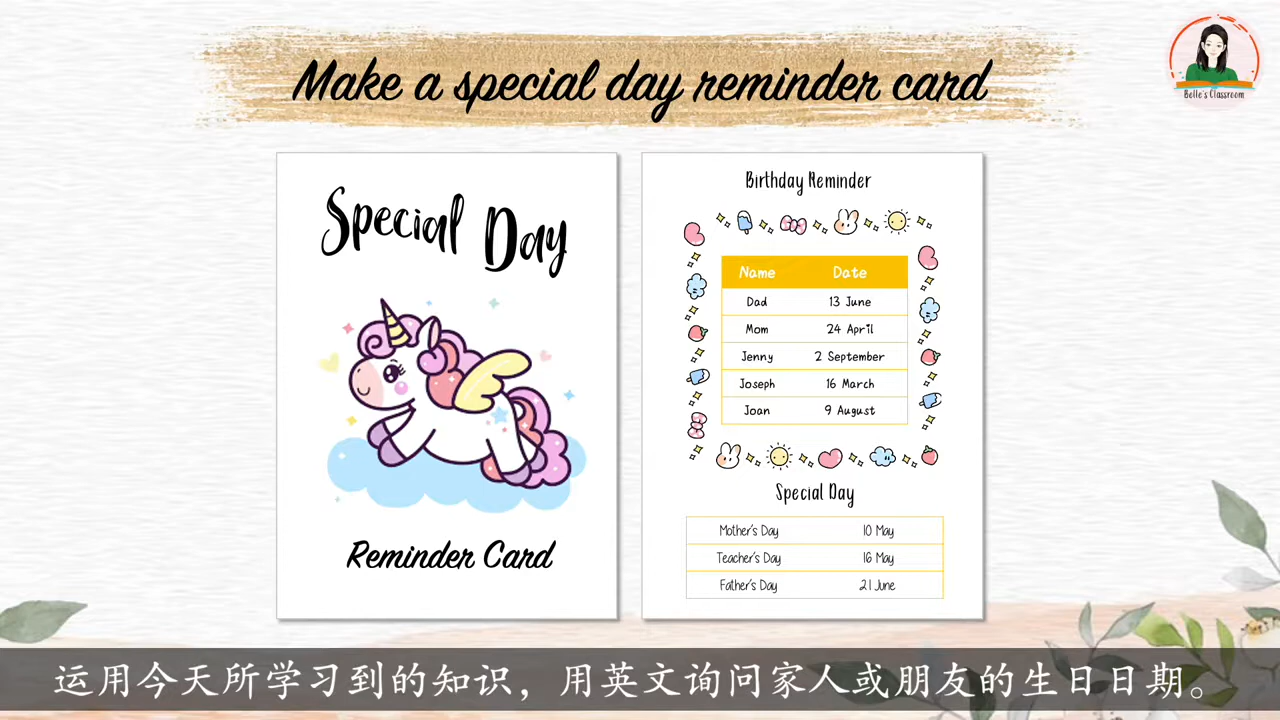 Make a special day reminder card
Belle's Classroom
Special Day
Reminder Card
Birthday Reminder
Name Date
Dad 13 June
Mom 24 April
Jenny 2 September
Joseph 16 March
Joan 9 August
Special Day
Mother's Day 10 May
Teacher's Day 16 May
Father's Day 21 June
运用今天所学习到的知识，用英文询问家人或朋友的生日日期。